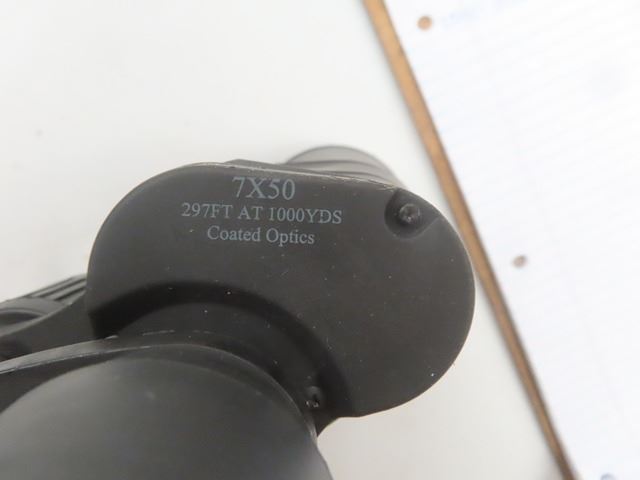 7X50
297FT AT 1000YDS
Coated Optics